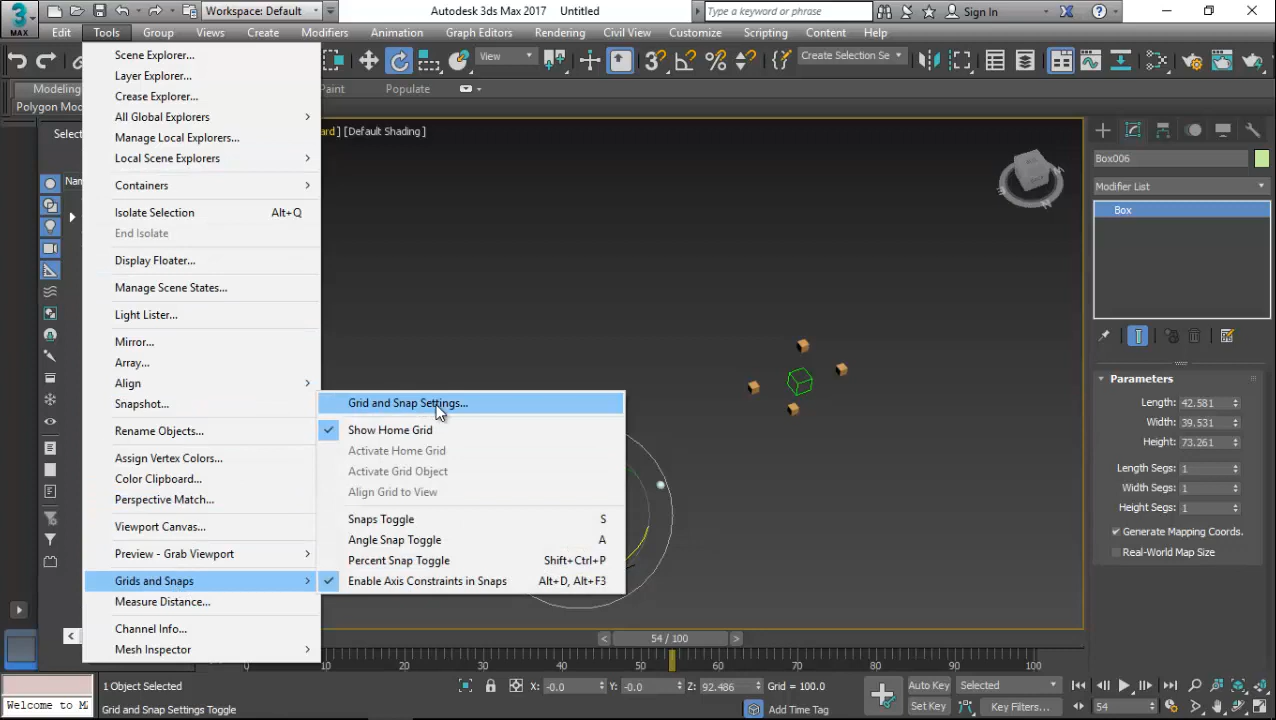 3 Workspace: Default Autodesk 3ds Max 2017 Untitled Type a keyword or phrase Sign In
MAX
Edit Tools Group Views Create Modifiers Animation Graph Editors Rendering Civil View Customize Scripting Content Help
View 3 % Create Selection Se
Modeling Paint Populate
Polygon Mod
Select
ard ] [Default Shading ]
Na
Scene Explorer...
Layer Explorer...
Crease Explorer...
All Global Explorers
Manage Local Explorers...
Local Scene Explorers
Containers
Isolate Selection Alt+Q
End Isolate
Display Floater...
Manage Scene States...
Light Lister...
Mirror...
Array...
Align
Snapshot...
Rename Objects...
Assign Vertex Colors...
Color Clipboard...
Perspective Match...
Viewport Canvas...
Preview - Grab Viewport
Grids and Snaps
Measure Distance...
Channel Info...
Mesh Inspector
Grid and Snap Settings...
Show Home Grid
Activate Home Grid
Activate Grid Object
Align Grid to View
Snaps Toggle S
Angle Snap Toggle A
Percent Snap Toggle Shift+Ctrl+P
Enable Axis Constraints in Snaps Alt+D, Alt+F3
Box006
Modifier List
Box
Parameters
Length: 42.581
Width: 39.531
Height: 73.261
Length Segs: 1
Width Segs: 1
Height Segs: 1
Generate Mapping Coords.
Real-World Map Size
54 / 100
0 10 20 30 40 50 60 70 80 90 100
1 Object Selected X: -0.0 Y: -0.0 Z: 92.486 Grid = 100.0 Auto Key Selected
Welcome to M Grid and Snap Settings Toggle Add Time Tag Set Key Key Filters... 54